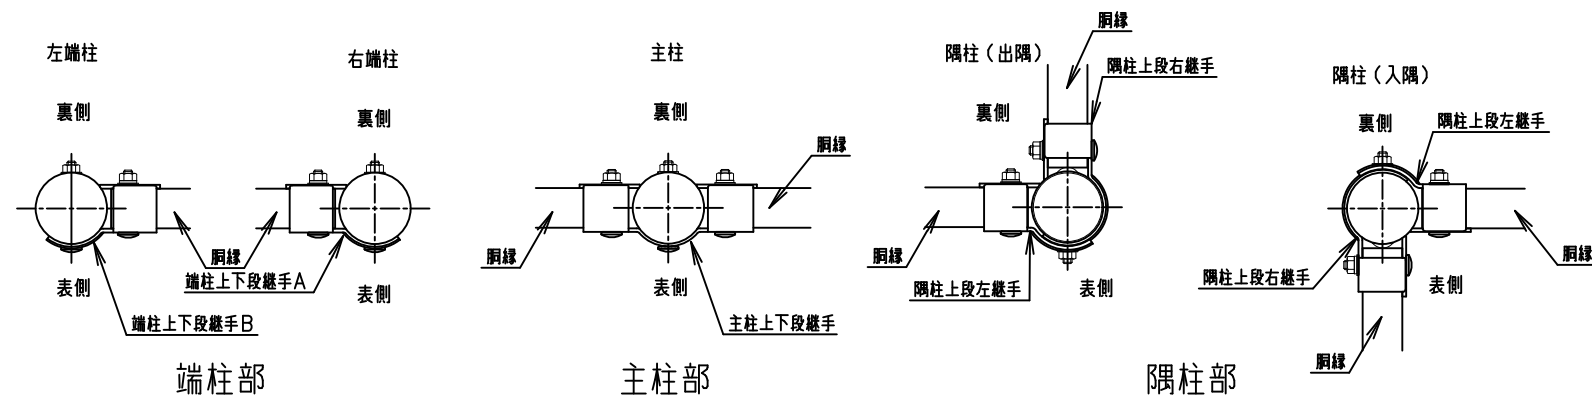 左端柱
裏側
表側
端柱上下段継手B
右端柱
裏側
胴縁
端柱上下段継手A
表側
端柱部
主柱
裏側
胴縁
胴縁
表側
主柱上下段継手
主柱部
隅柱（出隅）
胴縁
隅柱上段右継手
裏側
胴縁
隅柱上段左継手
表側
隅柱（入隅）
裏側
隅柱上段左継手
胴縁
隅柱上段右継手
表側
胴縁
隅柱部